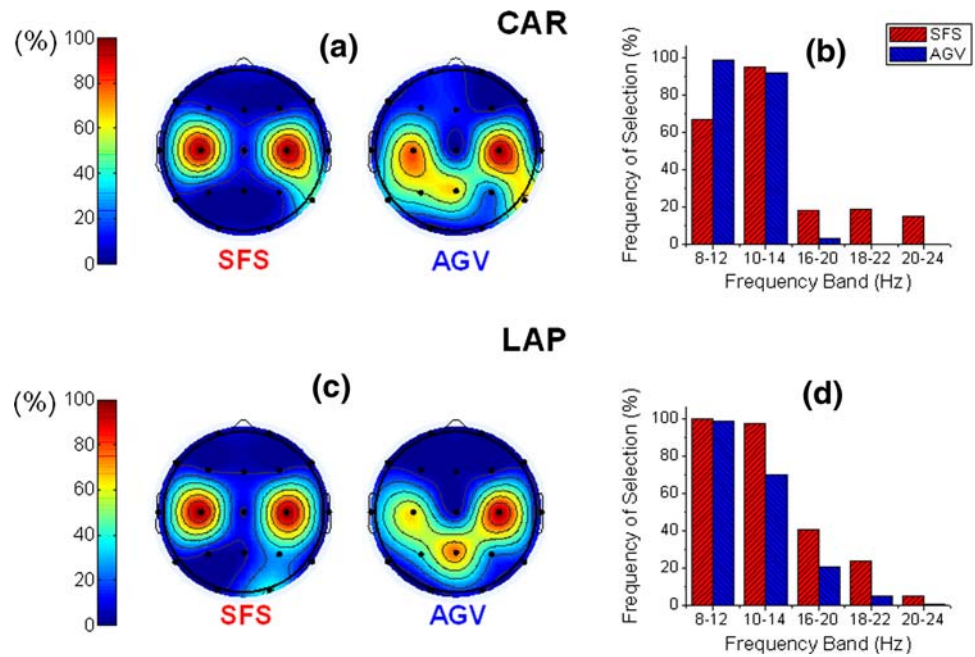 CAR
(%)
100
80
60
40
20
0
(a)
SFS
AGV
(b)
SFS
AGV
Frequency of Selection (%)
100
80
60
40
20
0
8-12 10-14 16-20 18-22 20-24
Frequency Band (Hz)
LAP
(%)
100
80
60
40
20
0
(c)
SFS
AGV
(d)
Frequency of Selection (%)
100
80
60
40
20
0
8-12 10-14 16-20 18-22 20-24
Frequency Band (Hz)